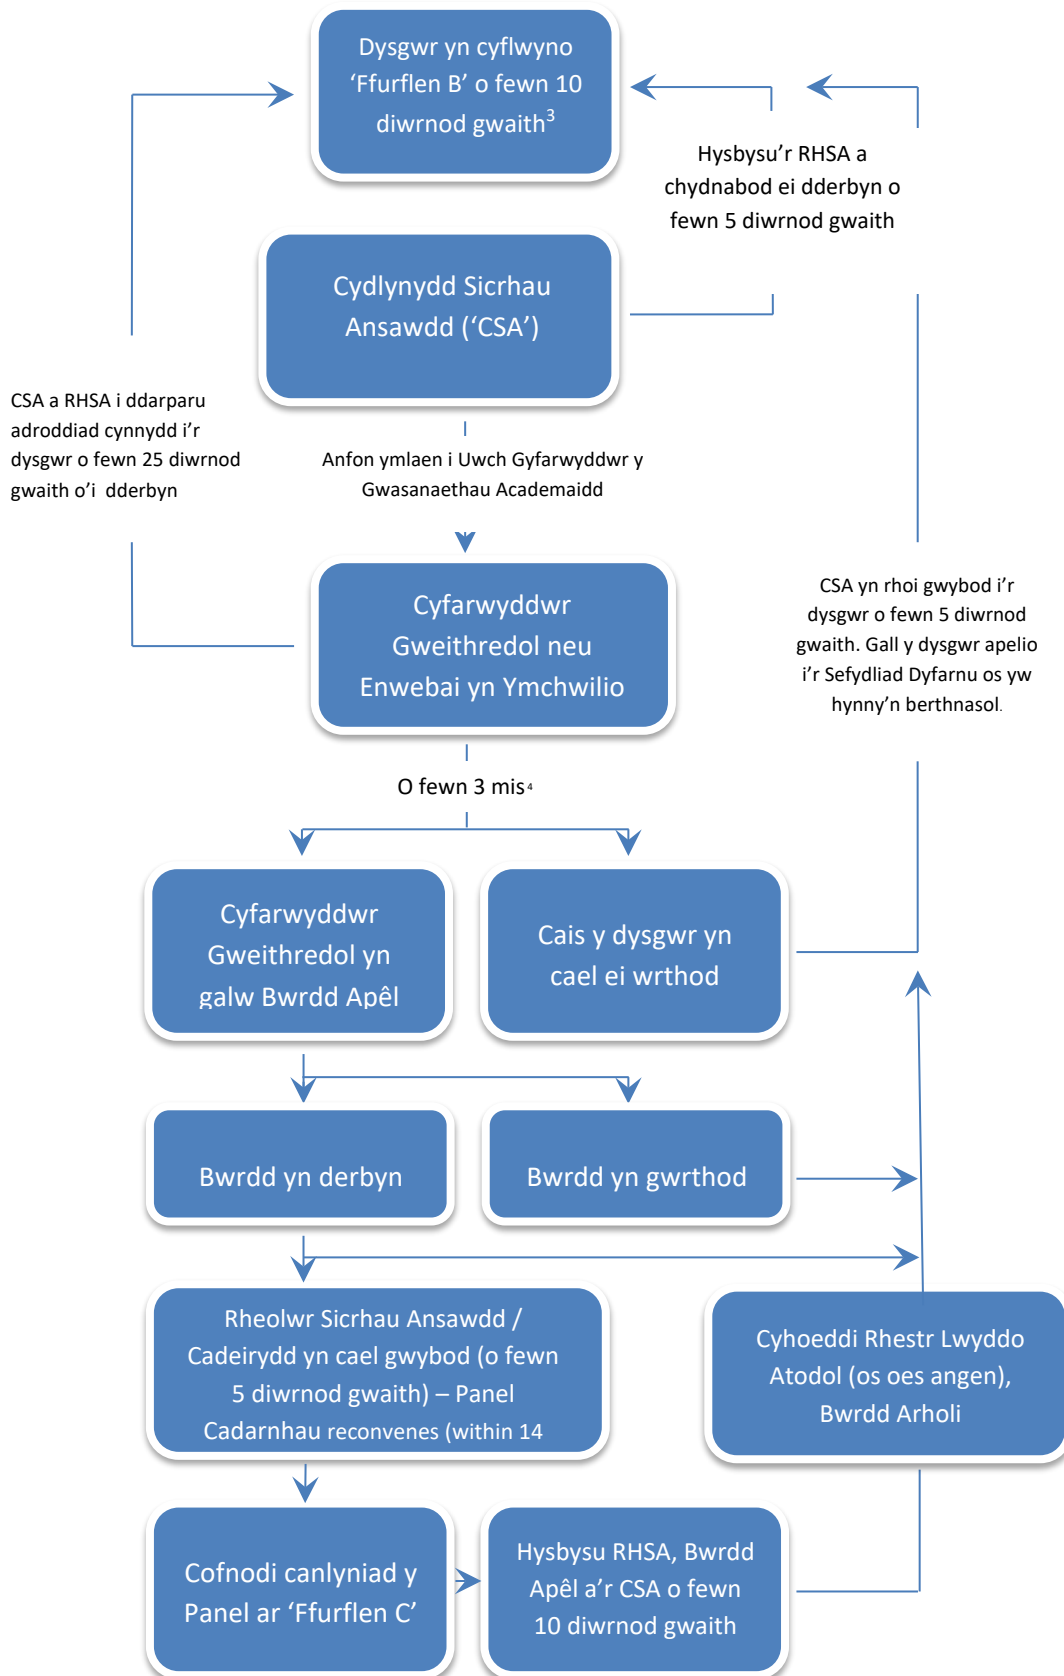 Dysgwr yn cyflwyno
‘Ffurflen B’ o fewn 10
diwrnod gwaith3
Hysbysu’r RHSA a
chydnabod ei dderbyn o
fewn 5 diwrnod gwaith
Cydlynydd Sicrhau
Ansawdd (‘CSA’)
CSA a RHSA i ddarparu
adroddiad cynnydd i’r
dysgwr o fewn 25 diwrnod
gwaith o’i dderbyn
Anfon ymlaen i Uwch Gyfarwyddwr y
Gwasanaethau Academaidd
Cyfarwyddwr
Gweithredol neu
Enwebai yn Ymchwilio
CSA yn rhoi gwybod i’r
dysgwr o fewn 5 diwrnod
gwaith. Gall y dysgwr apelio
i’r Sefydliad Dyfarnu os yw
hynny’n berthnasol.
O fewn 3 mis4
Cyfarwyddwr
Gweithredol yn
galw Bwrdd Apêl
Cais y dysgwr yn
cael ei wrthod
Bwrdd yn derbyn
Bwrdd yn gwrthod
Rheolwr Sicrhau Ansawdd /
Cadeirydd yn cael gwybod (o fewn
5 diwrnod gwaith) – Panel
Cadarnhau reconvenes (within 14
Cyhoeddi Rhestr Lwyddo
Atodol (os oes angen),
Bwrdd Arholi
Cofnodi canlyniad y
Panel ar ‘Ffurflen C’
Hysbysu RHSA, Bwrdd
Apêl a’r CSA o fewn
10 diwrnod gwaith